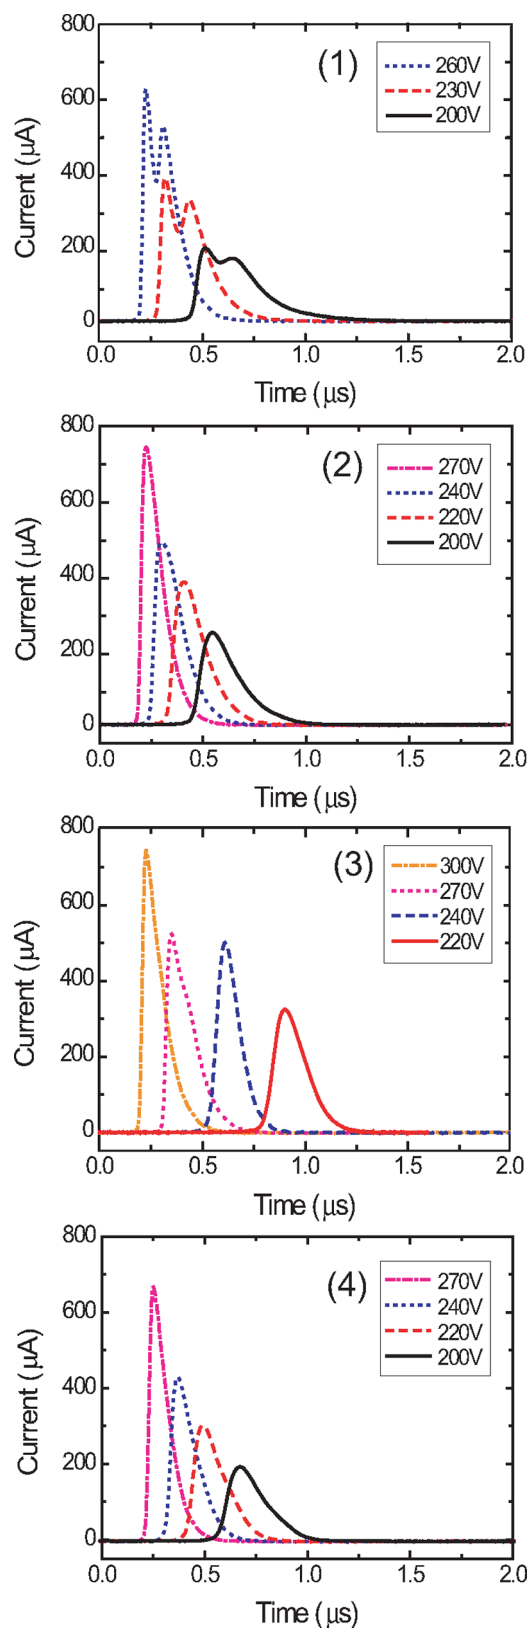 800
(1)
260V
230V
200V
600
400
200
0
Current (μA)
0.0 0.5 1.0 1.5 2.0
Time (μs)
800
(2)
270V
240V
220V
200V
600
400
200
0
Current (μA)
0.0 0.5 1.0 1.5 2.0
Time (μs)
800
(3)
300V
270V
240V
220V
600
400
200
0
Current (μA)
0.0 0.5 1.0 1.5 2.0
Time (μs)
800
(4)
270V
240V
220V
200V
600
400
200
0
Current (μA)
0.0 0.5 1.0 1.5 2.0
Time (μs)